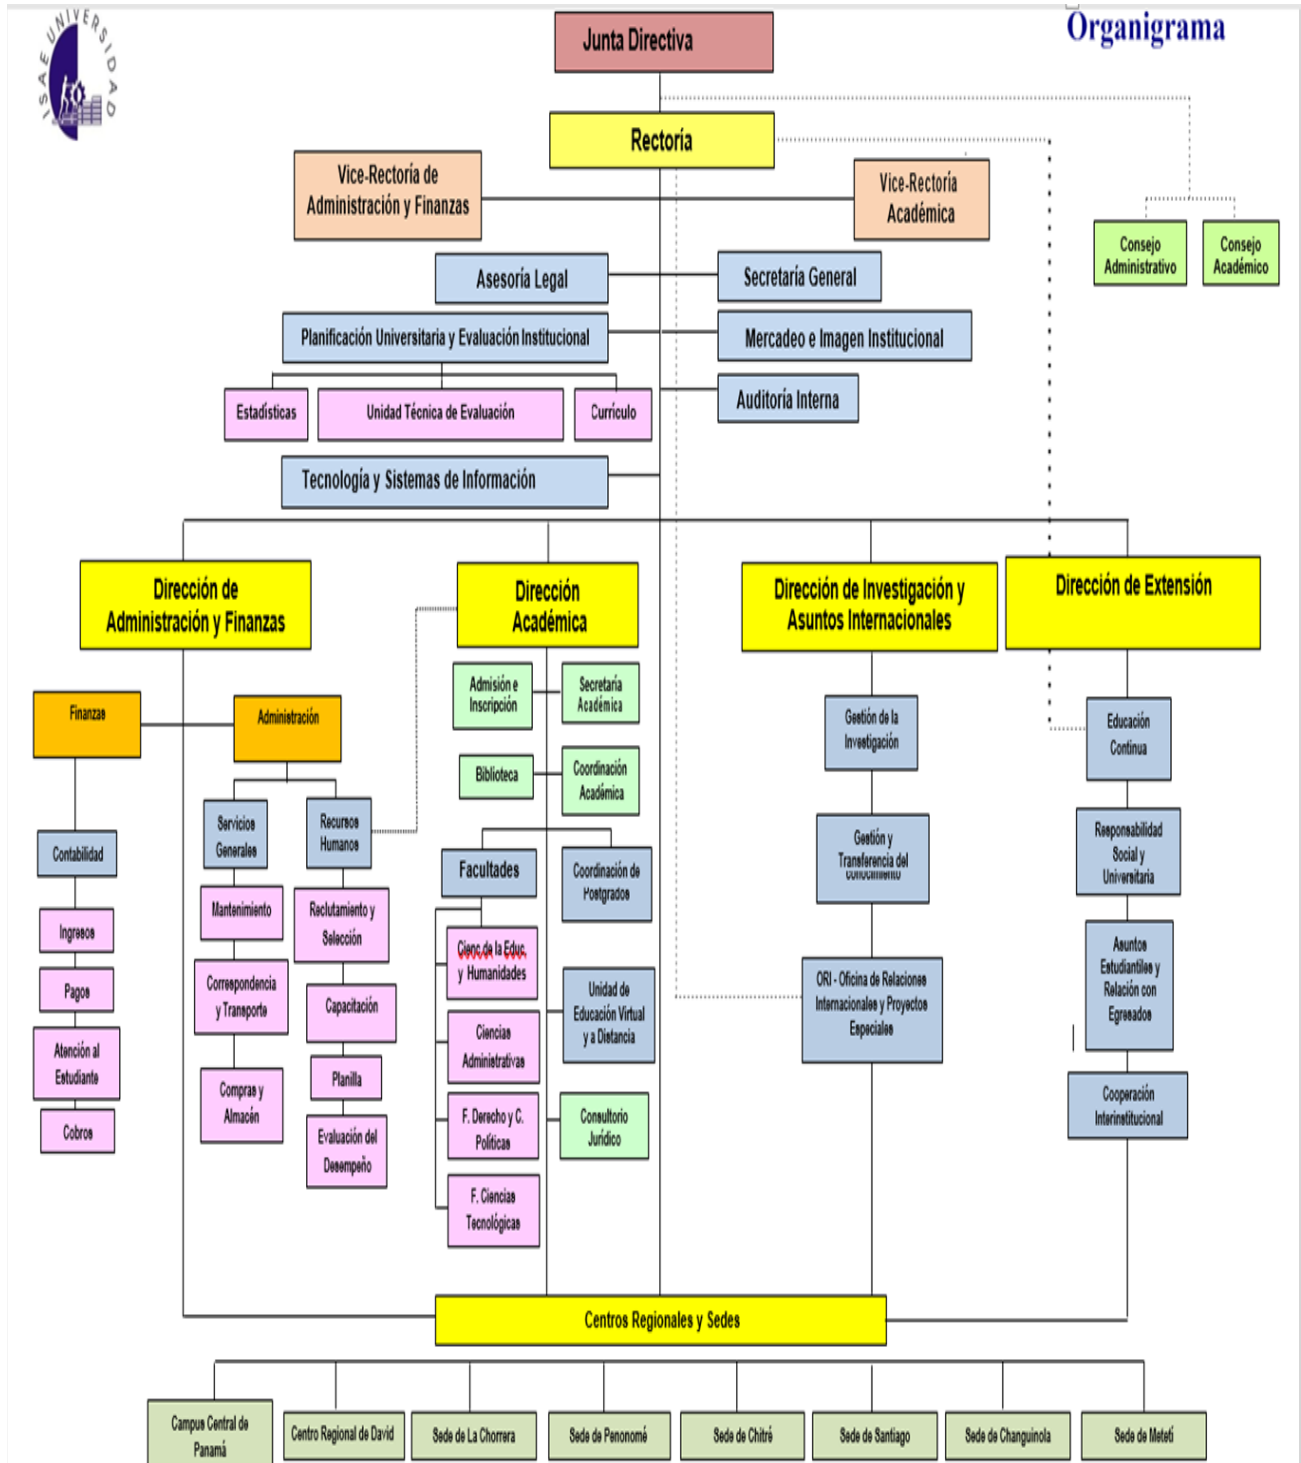 ISAE UNIVERSIDAD
Organigrama
Junta Directiva
Rectoría
Vice-Rectoría de
Administración y Finanzas
Vice-Rectoría
Académica
Consejo
Administrativo
Consejo
Académico
Asesoría Legal
Secretaría General
Planificación Universitaria y Evaluación Institucional
Mercadeo e Imagen Institucional
Estadísticas
Unidad Técnica de Evaluación
Currículo
Auditoría Interna
Tecnología y Sistemas de Información
Dirección de
Administración y Finanzas
Dirección
Académica
Dirección de Investigación y
Asuntos Internacionales
Dirección de Extensión
Finanzas
Administración
Contabilidad
Ingresos
Pagos
Atención al
Estudiante
Cobros
Servicios
Generales
Mantenimiento
Correspondencia
y Transporte
Compras y
Almacén
Recursos
Humanos
Reclutamiento y
Selección
Capacitación
Planilla
Evaluación del
Desempeño
Admisión e
Inscripción
Secretaría
Académica
Biblioteca
Coordinación
Académica
Facultades
Cienc.de la Educ.
y Humanidades
Ciencias
Administrativas
F. Derecho y C.
Políticas
F. Ciencias
Tecnológicas
Coordinación de
Postgrados
Unidad de
Educación Virtual
y a Distancia
Consultorio
Jurídico
Gestión de la
Investigación
Gestión y
Transferencia del
conocimiento
ORI - Oficina de Relaciones
Internacionales y Proyectos
Especiales
Educación
Continua
Responsabilidad
Social y
Universitaria
Asuntos
Estudiantiles y
Relación con
Egresados
Cooperación
Interinstitucional
Centros Regionales y Sedes
Campus Central de
Panamá
Centro Regional de David
Sede de La Chorrera
Sede de Penonomé
Sede de Chitré
Sede de Santiago
Sede de Changuinola
Sede de Metetí